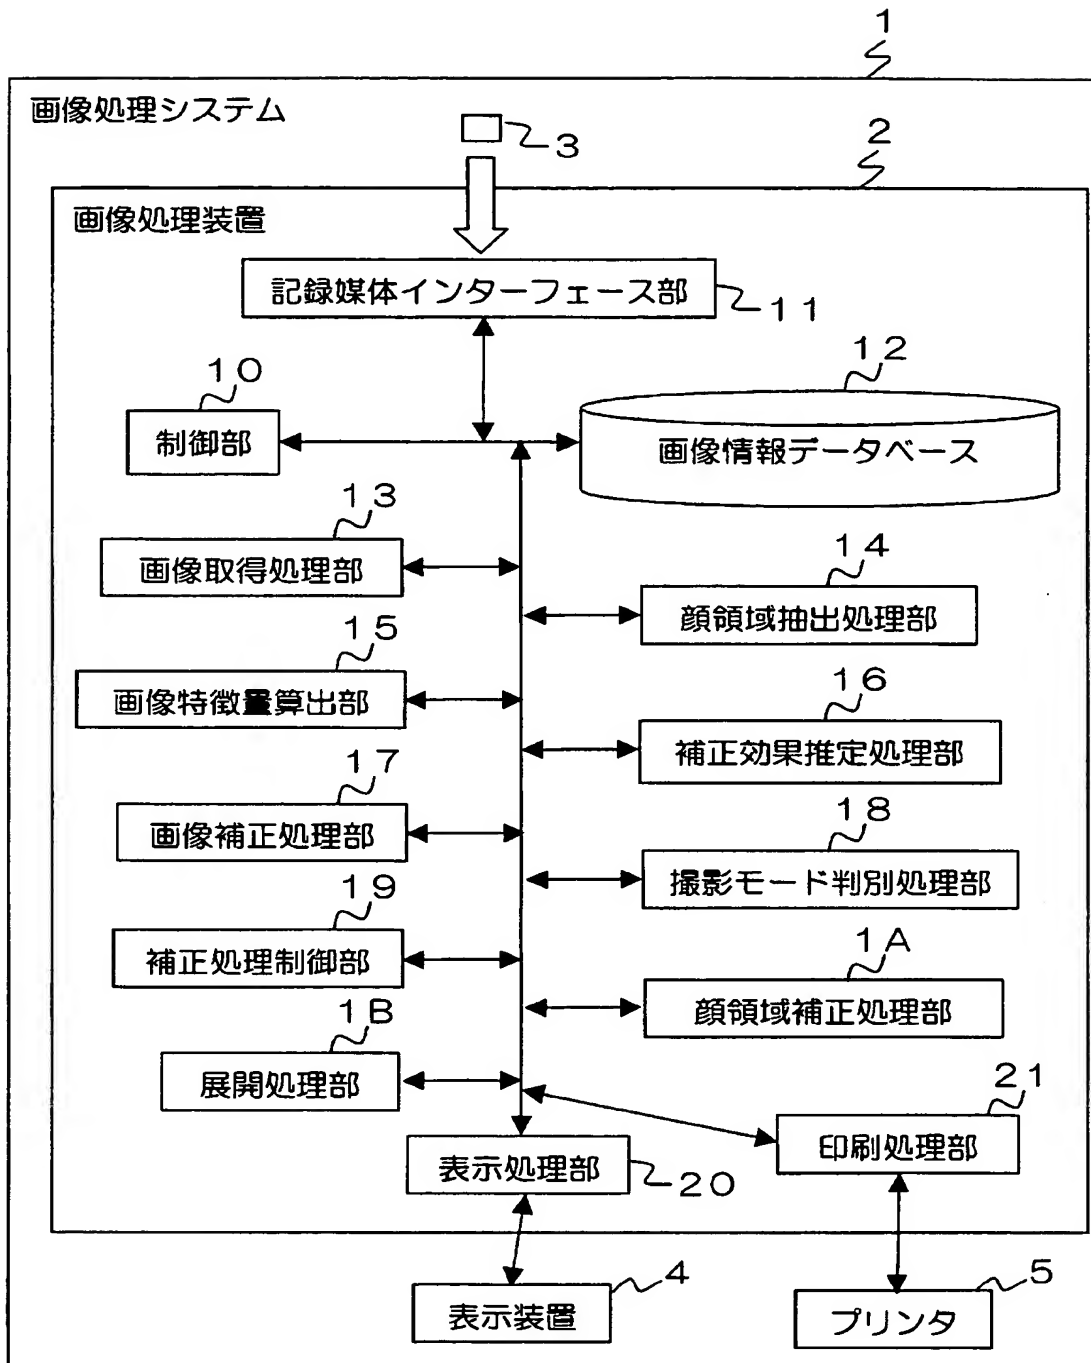 1
画像処理システム
3
2
画像処理装置
記録媒体インターフェース部
11
10
制御部
12
画像情報データベース
13
画像取得処理部
14
顔領域抽出処理部
15
画像特徴量算出部
16
補正効果推定処理部
17
画像補正処理部
18
撮影モード判別処理部
19
補正処理制御部
1A
顔領域補正処理部
1B
展開処理部
21
印刷処理部
表示処理部
20
4
表示装置
5
プリンタ